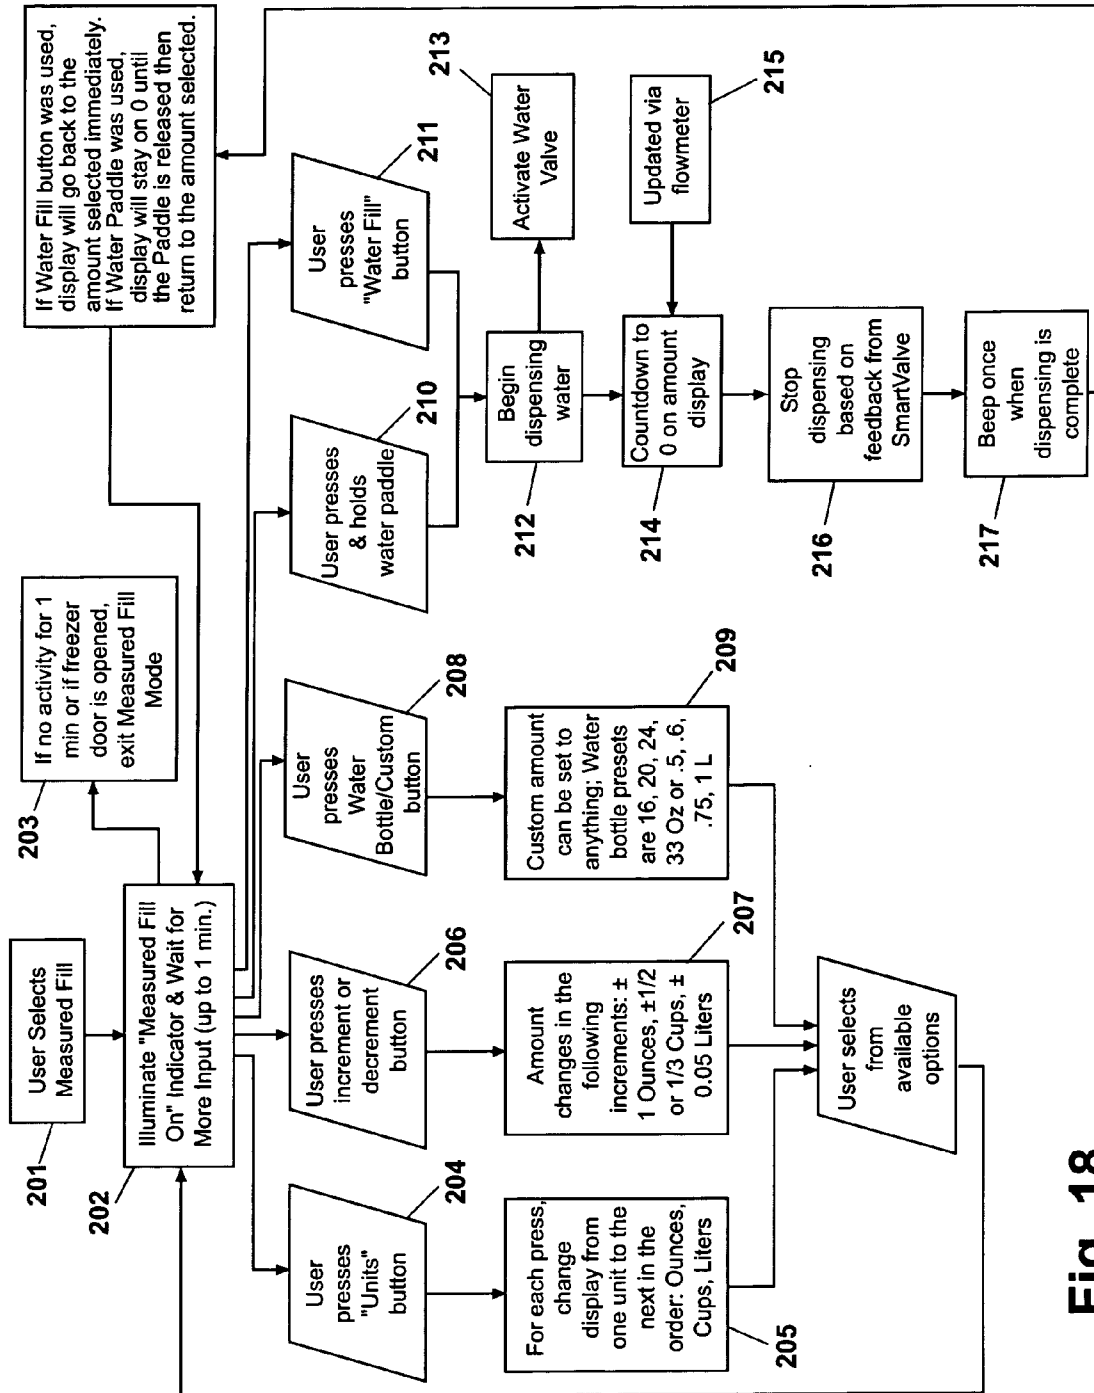 201
User Selects
Measured Fill
202
Illuminate "Measured Fill
On" Indicator & Wait for
More Input (up to 1 min.)
203
If no activity for 1
min or if freezer
door is opened,
exit Measured Fill
Mode
If Water Fill button was used,
display will go back to the
amount selected immediately.
If Water Paddle was used,
display will stay on 0 until
the Paddle is released then
return to the amount selected.
204
User
presses
"Units"
button
205
For each press,
change
display from
one unit to the
next in the
order: Ounces,
Cups, Liters
206
User presses
increment or
decrement
button
207
Amount
changes in the
following
increments: ±
1 Ounces, ±1/2
or 1/3 Cups, ±
0.05 Liters
208
User
presses
Water
Bottle/Custom
button
209
Custom amount
can be set to
anything; Water
bottle presets
are 16, 20, 24,
33 Oz or .5, .6,
.75, 1 L
User selects
from
available
options
210
User presses
& holds
water paddle
211
User
presses
"Water Fill"
button
212
Begin
dispensing
water
213
Activate Water
Valve
214
Countdown to
0 on amount
display
215
Updated via
flowmeter
216
Stop
dispensing
based on
feedback from
SmartValve
217
Beep once
when
dispensing is
complete
Fig. 18